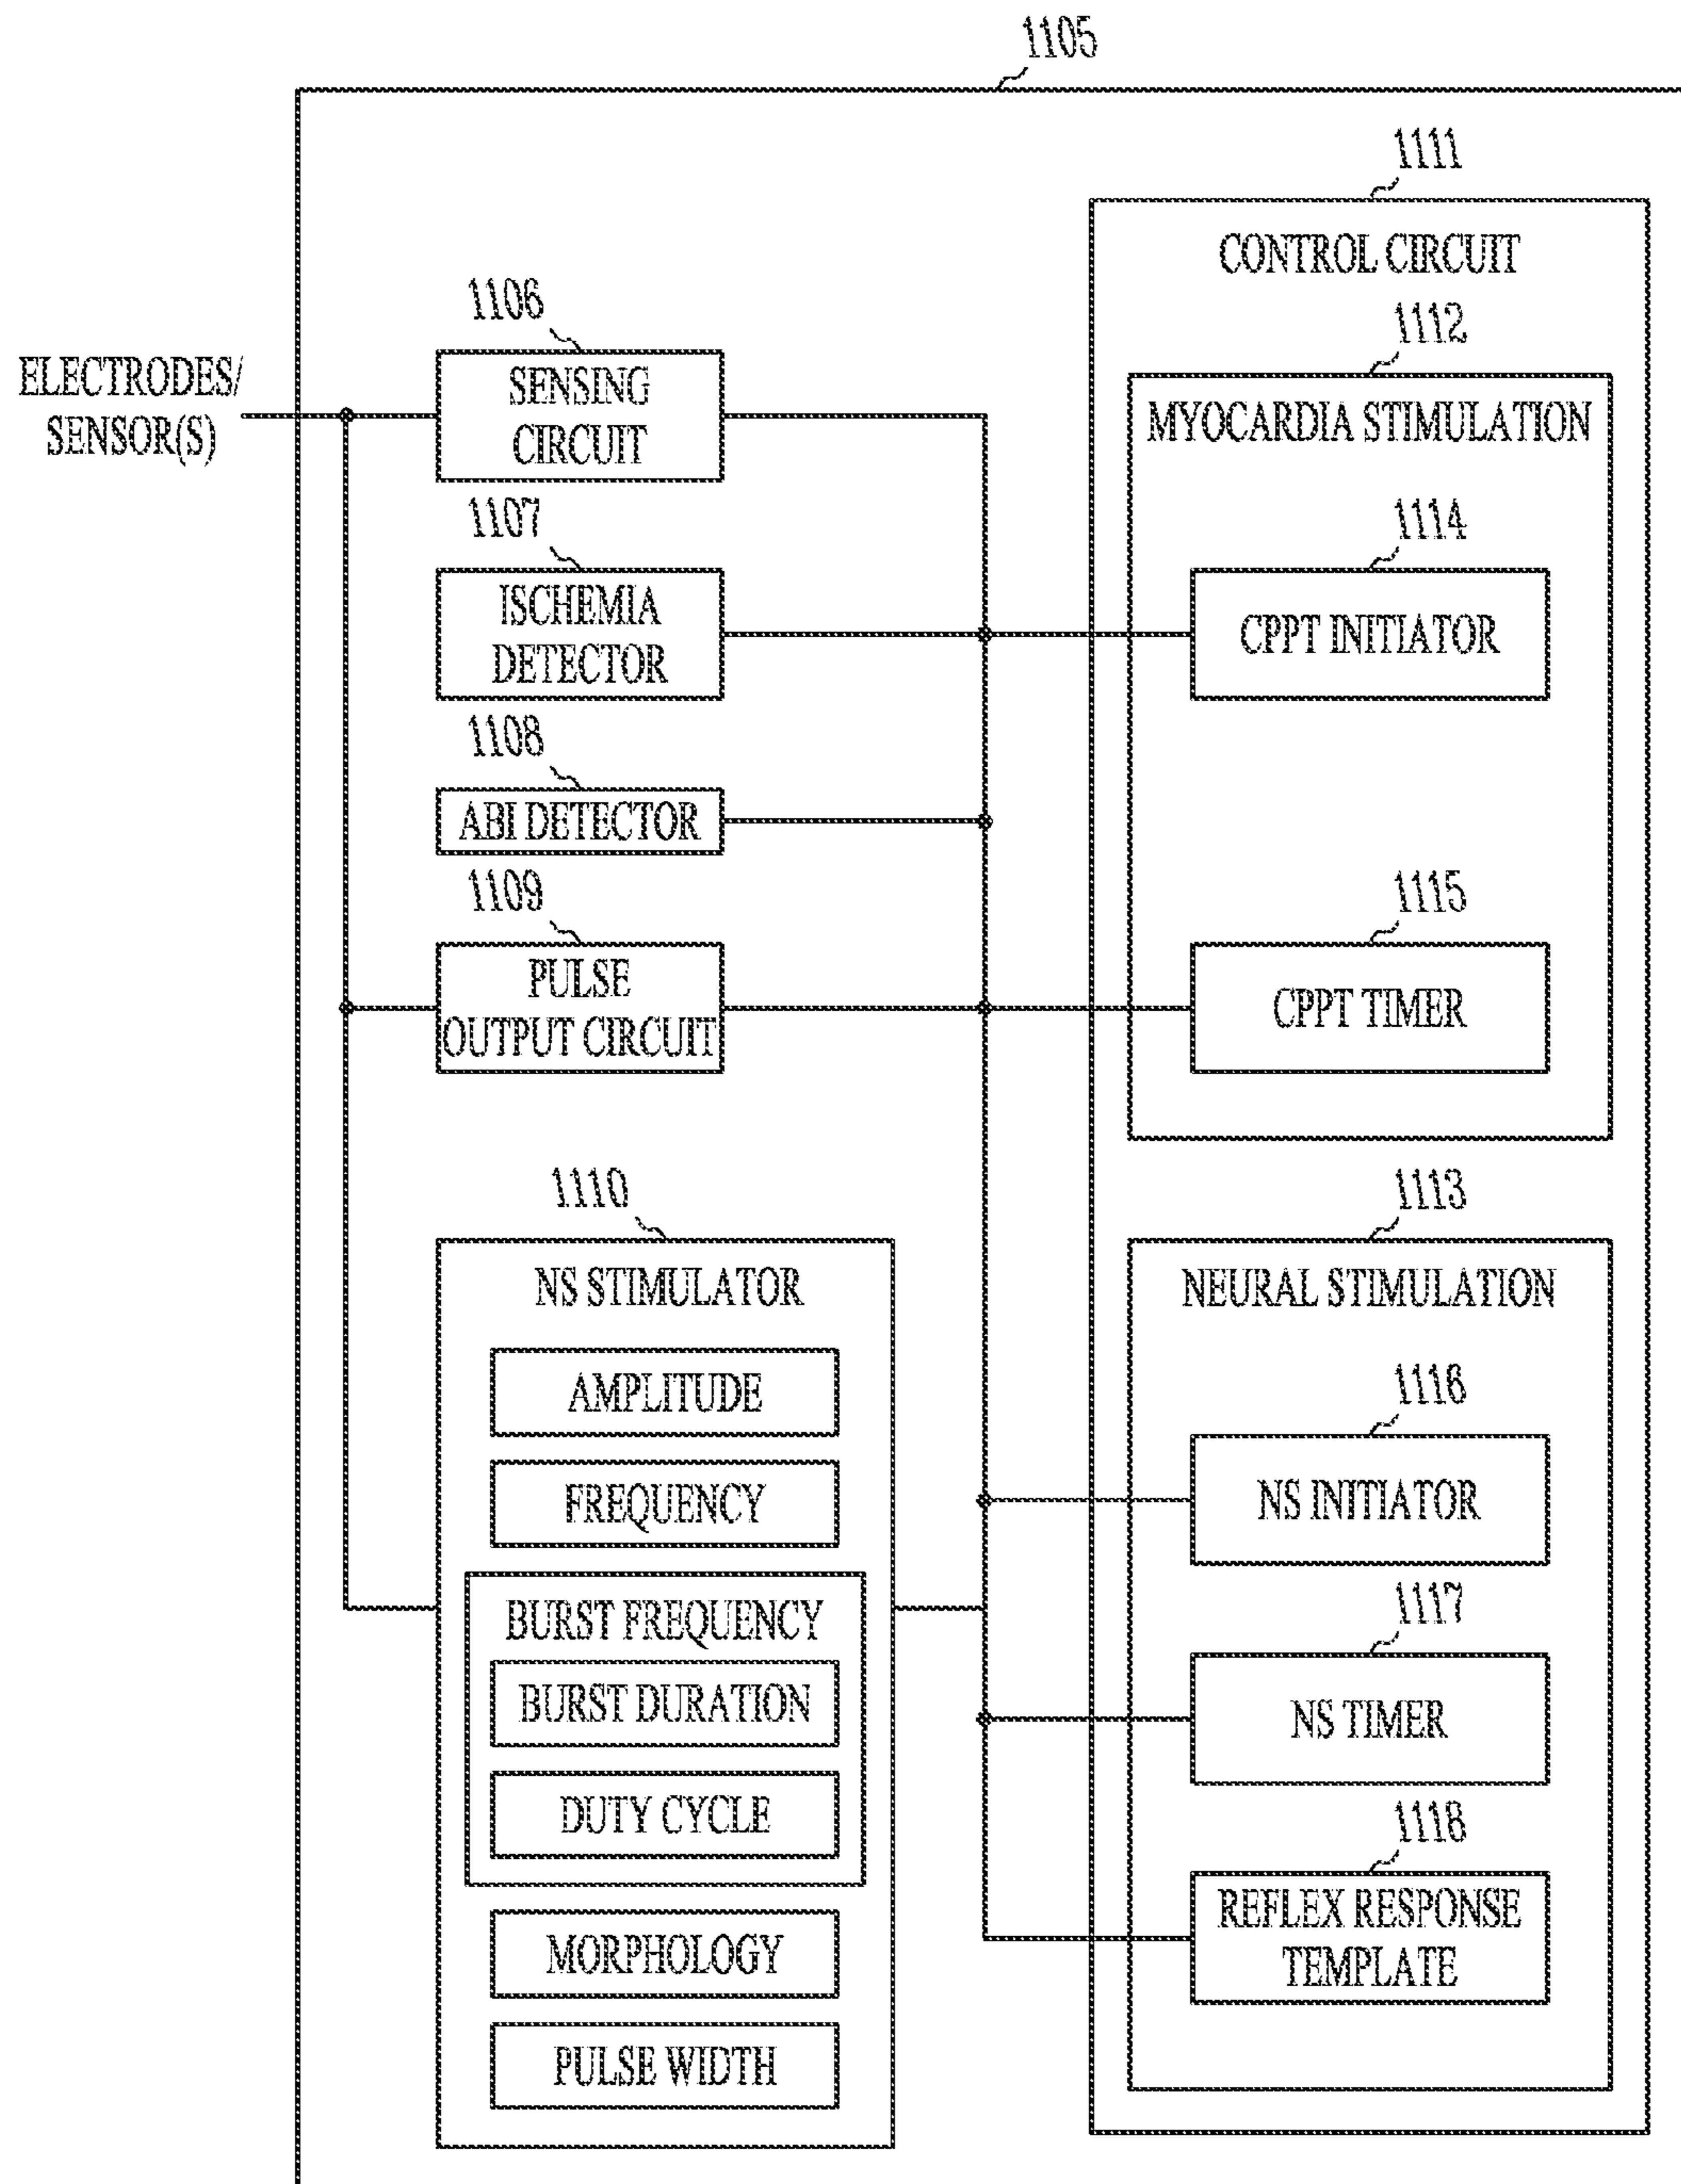 1105
1111
CONTROL CIRCUIT
1106
1112
ELECTRODES/
SENSOR(S)
SENSING
CIRCUIT
MYOCARDIA STIMULATION
1107
1114
ISCHEMIA
DETECTOR
CPPT INITIATOR
1108
ABI DETECTOR
1109
1115
PULSE
OUTPUT CIRCUIT
CPPT TIMER
1110
1113
NS STIMULATOR
NEURAL STIMULATION
AMPLITUDE
1116
FREQUENCY
NS INITIATOR
BURST FREQUENCY
1117
BURST DURATION
NS TIMER
DUTY CYCLE
1118
REFLEX RESPONSE
TEMPLATE
MORPHOLOGY
PULSE WIDTH